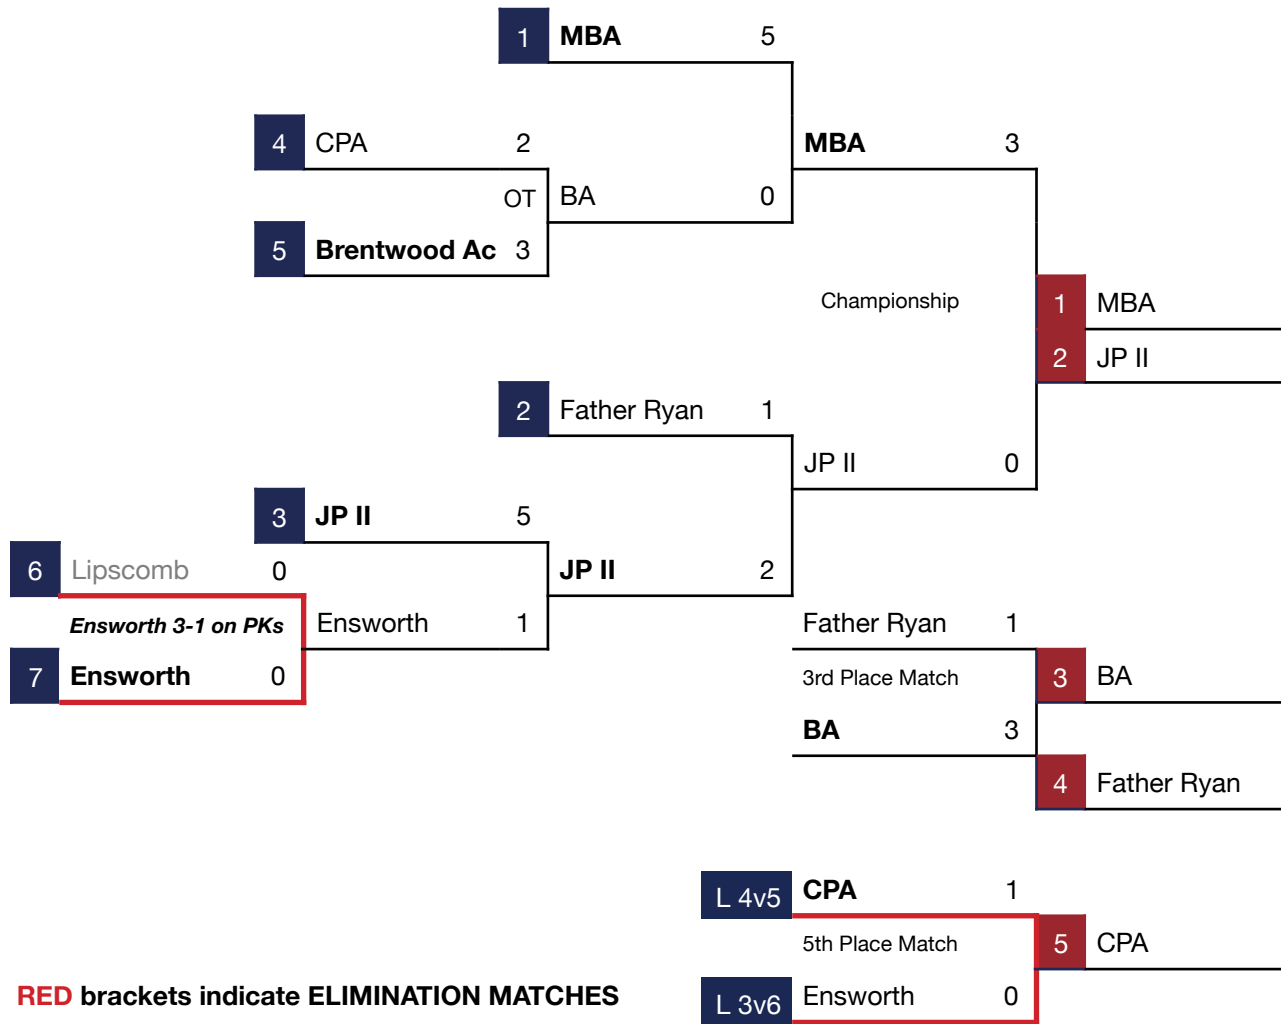 1 MBA 5
4 CPA 2
MBA 3
OT BA 0
5 Brentwood Ac 3
Championship 1 MBA
2 JP II
2 Father Ryan 1
JP II 0
3 JP II 5
6 Lipscomb 0
JP II 2
Ensworth 3-1 on PKs
Ensworth 1
Father Ryan 1
7 Ensworth 0
3rd Place Match 3 BA
BA 3
4 Father Ryan
L 4v5 CPA 1
5th Place Match 5 CPA
RED brackets indicate ELIMINATION MATCHES
L 3v6 Ensworth 0